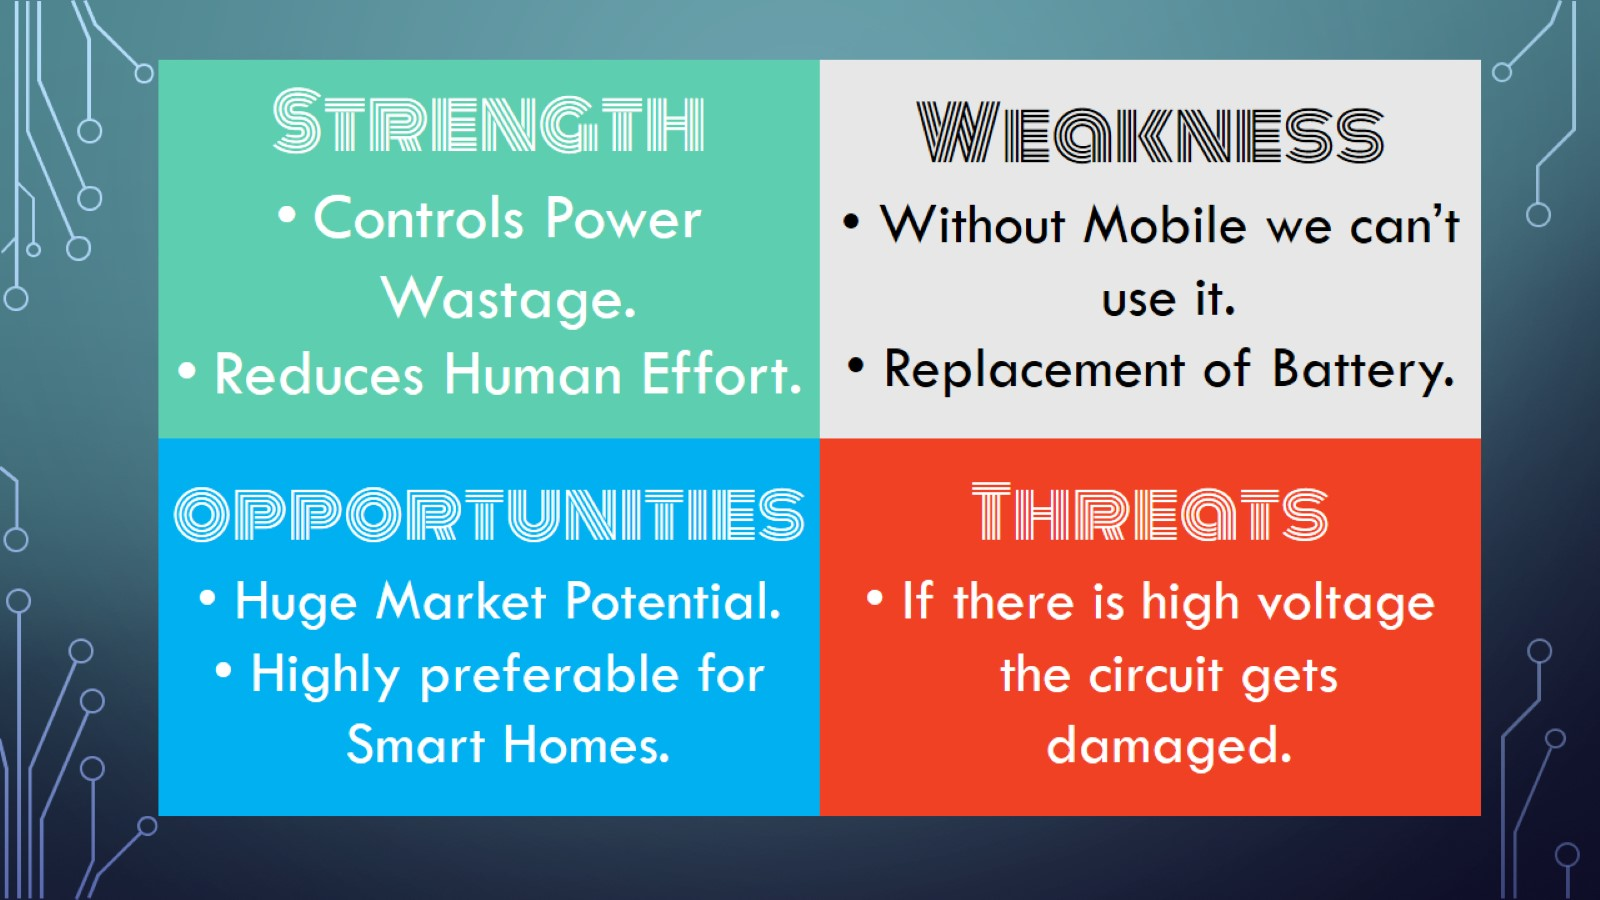 Strength
• Controls Power
Wastage.
• Reduces Human Effort.
Weakness
• Without Mobile we can’t
use it.
• Replacement of Battery.
opportunities
• Huge Market Potential.
• Highly preferable for
Smart Homes.
Threats
• If there is high voltage
the circuit gets
damaged.